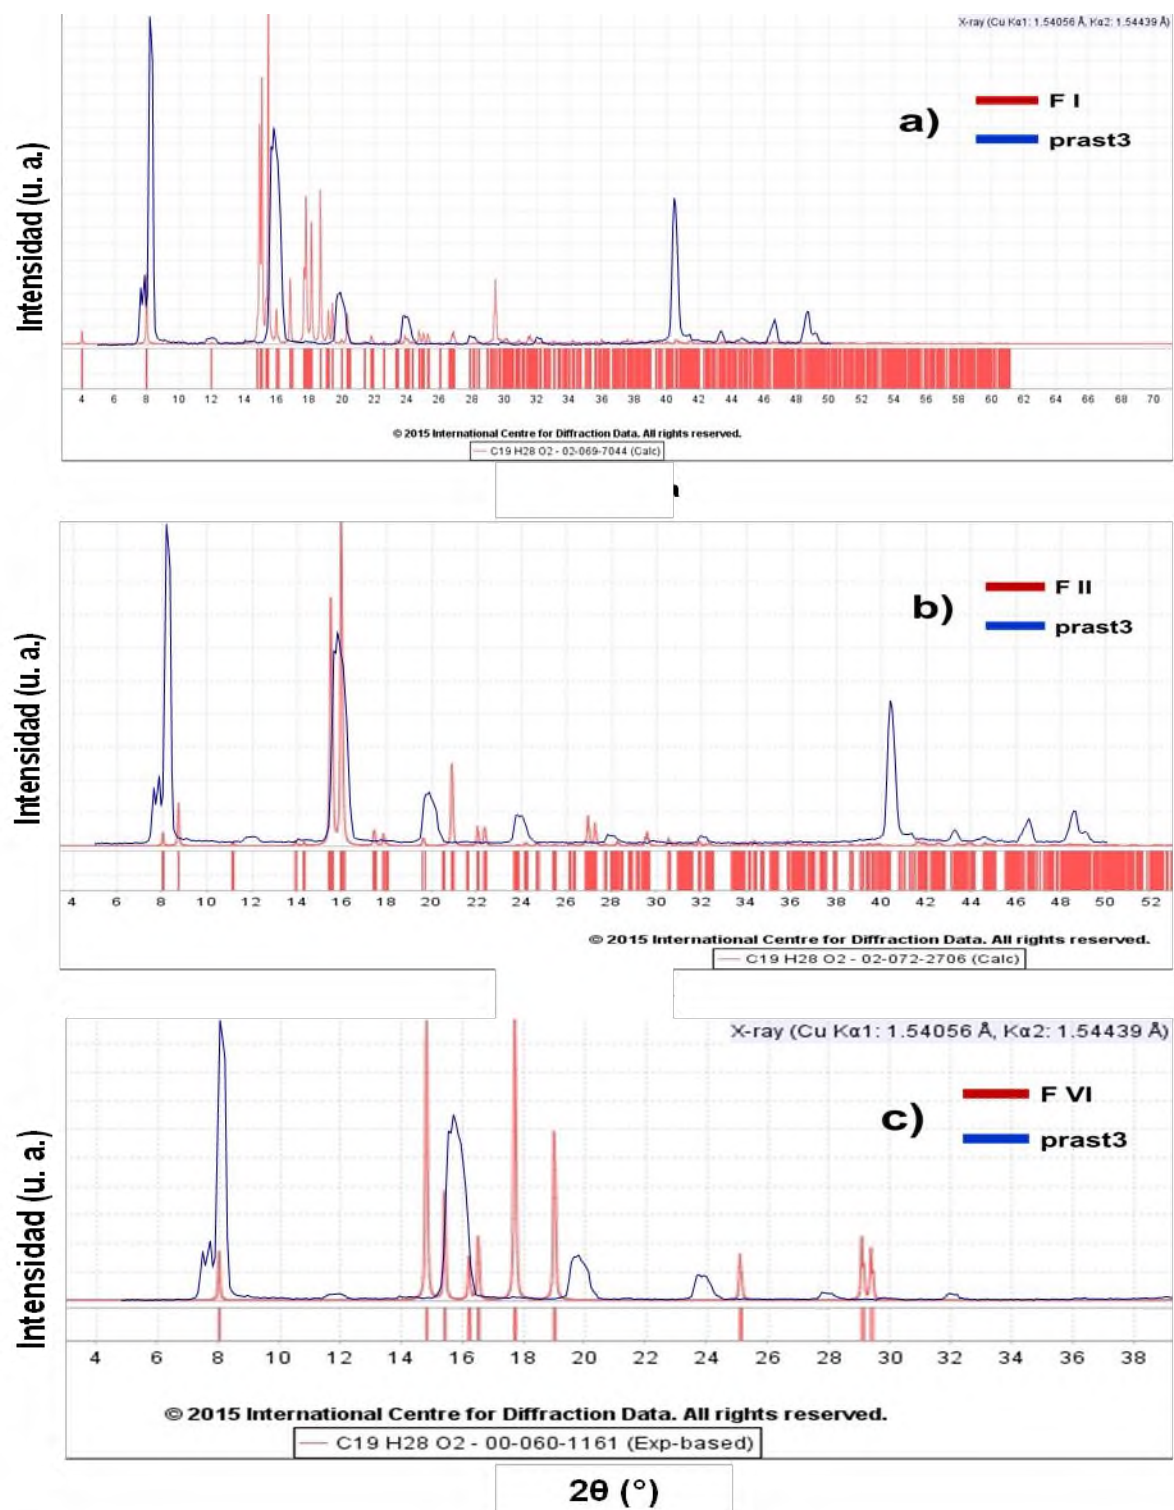 X-ray (Cu Kα1: 1.54056 Å, Kα2: 1.54439 Å)
Intensidad (u. a.)
a)
F I
prast3
4 6 8 10 12 14 16 18 20 22 24 26 28 30 32 34 36 38 40 42 44 46 48 50 52 54 56 58 60 62 64 66 68 70
© 2015 International Centre for Diffraction Data. All rights reserved.
C19 H28 O2 - 02-069-7044 (Calc)
Intensidad (u. a.)
b)
F II
prast3
4 6 8 10 12 14 16 18 20 22 24 26 28 30 32 34 36 38 40 42 44 46 48 50 52
© 2015 International Centre for Diffraction Data. All rights reserved.
C19 H28 O2 - 02-072-2706 (Calc)
X-ray (Cu Kα1: 1.54056 Å, Kα2: 1.54439 Å)
Intensidad (u. a.)
c)
F VI
prast3
4 6 8 10 12 14 16 18 20 22 24 26 28 30 32 34 36 38
© 2015 International Centre for Diffraction Data. All rights reserved.
C19 H28 O2 - 00-060-1161 (Exp-based)
2θ (°)